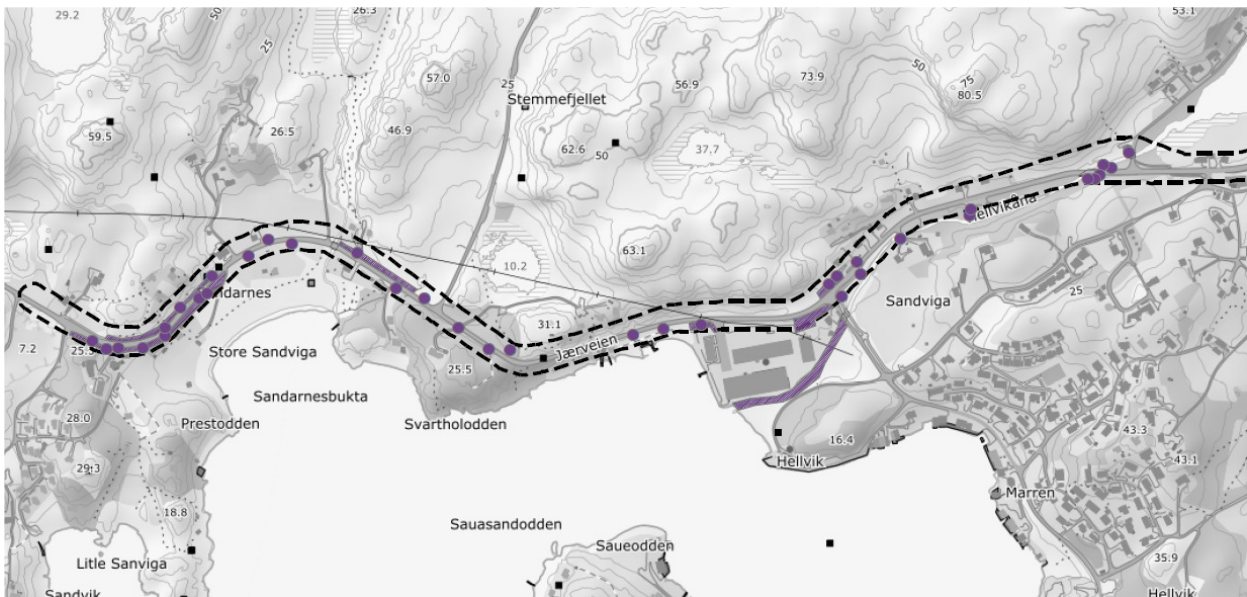 29.2
50
26.3
53.1
25
57.0
25
56.9
73.9
50
75
80.5
Stemmefjellet
59.5
26.5
46.9
62.6
50
37.7
Hellvikåna
63.1
10.2
25
Sandviga
31.1
7.2
25.5
Store Sandviga
Jærveien
25.5
Sandarnesbukta
28.0
Prestodden
Svartholodden
43.3
16.4
29.3
Hellvik
43.1
Marren
18.8
Sauasandodden
Saueodden
Litle Sanviga
35.9
Sandvik
Hellvik